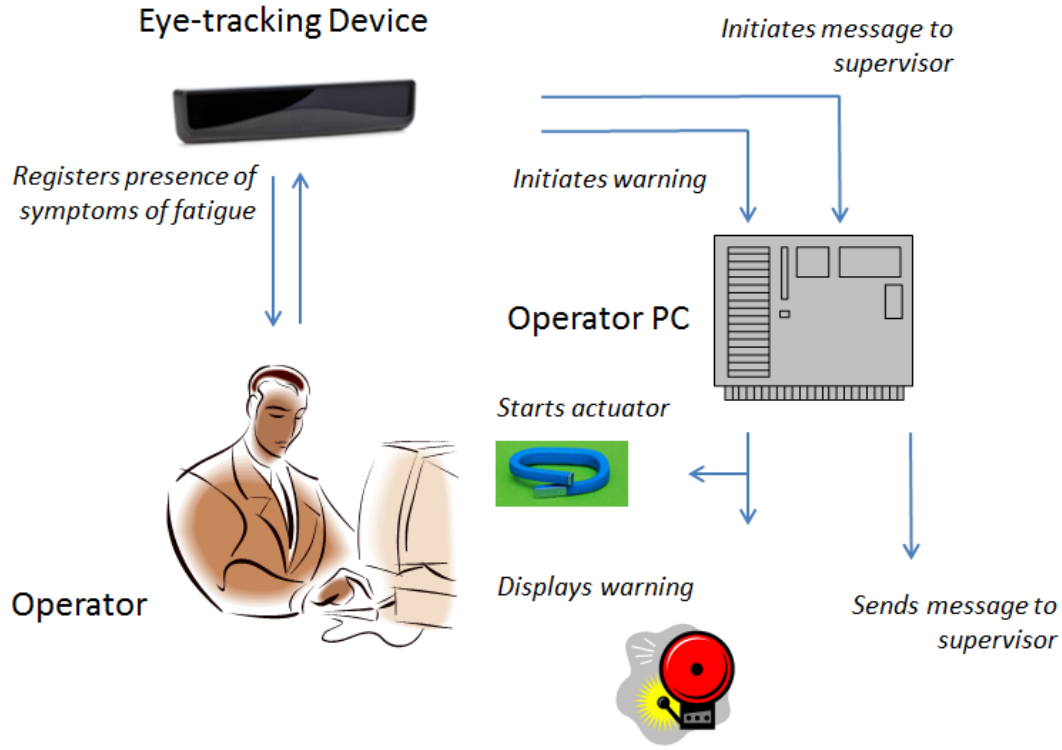 Eye-tracking Device
Initiates message to
supervisor
Registers presence of
symptoms of fatigue
Initiates warning
Operator PC
Starts actuator
Displays warning
Operator
Sends message to
supervisor